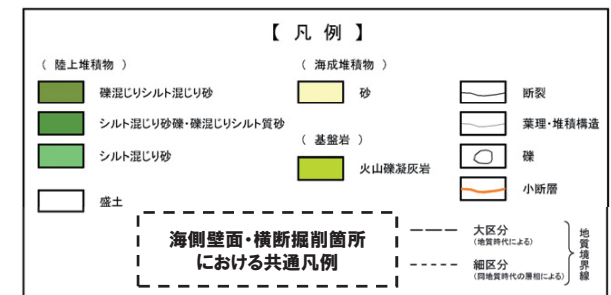 【 凡 例 】
( 陸上堆積物 )
礫混じりシルト混じり砂
シルト混じり砂礫・礫混じりシルト質砂
シルト混じり砂
盛土
( 海成堆積物 )
砂
( 基盤岩 )
火山礫凝灰岩
断裂
葉理・堆積構造
礫
小断層
海側壁面・横断掘削箇所
における共通凡例
大区分
(地質時代による)
細区分
(同地質時代の層相による)
地質境界線